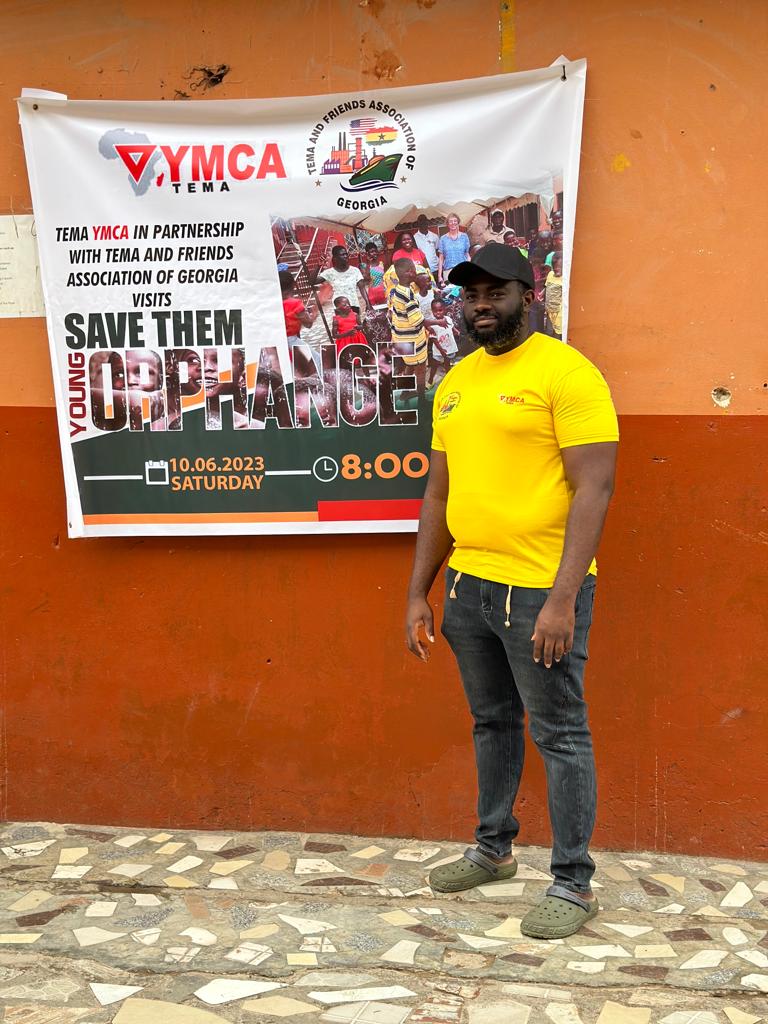 YMCA
TEMA
TEMA AND FRIENDS ASSOCIATION OF
GEORGIA
TEMA YMCA IN PARTNERSHIP
WITH TEMA AND FRIENDS
ASSOCIATION OF GEORGIA
VISITS
SAVE THEM
YOUNG
ORPHANGE
10.06.2023
SATURDAY
8:00
YMCA